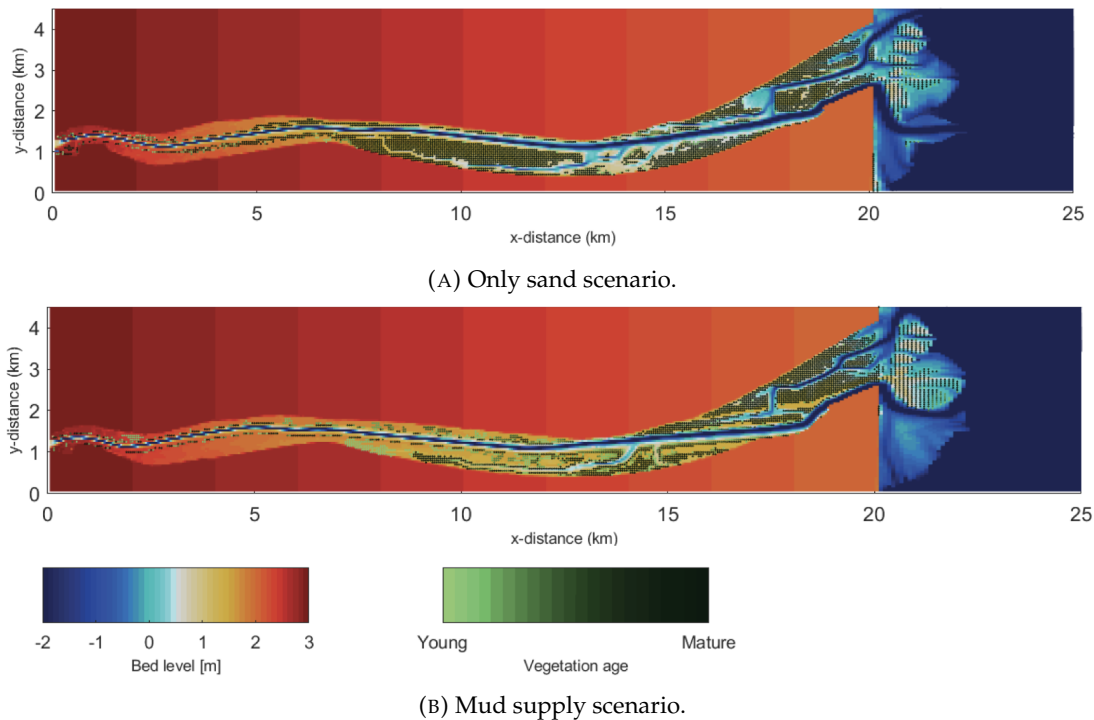 4
3
2
1
0
y-distance (km)
0 5 10 15 20 25
x-distance (km)
(A) Only sand scenario.
4
3
2
1
0
y-distance (km)
0 5 10 15 20 25
x-distance (km)
-2 -1 0 1 2 3
Bed level [m]
Young Mature
Vegetation age
(B) Mud supply scenario.